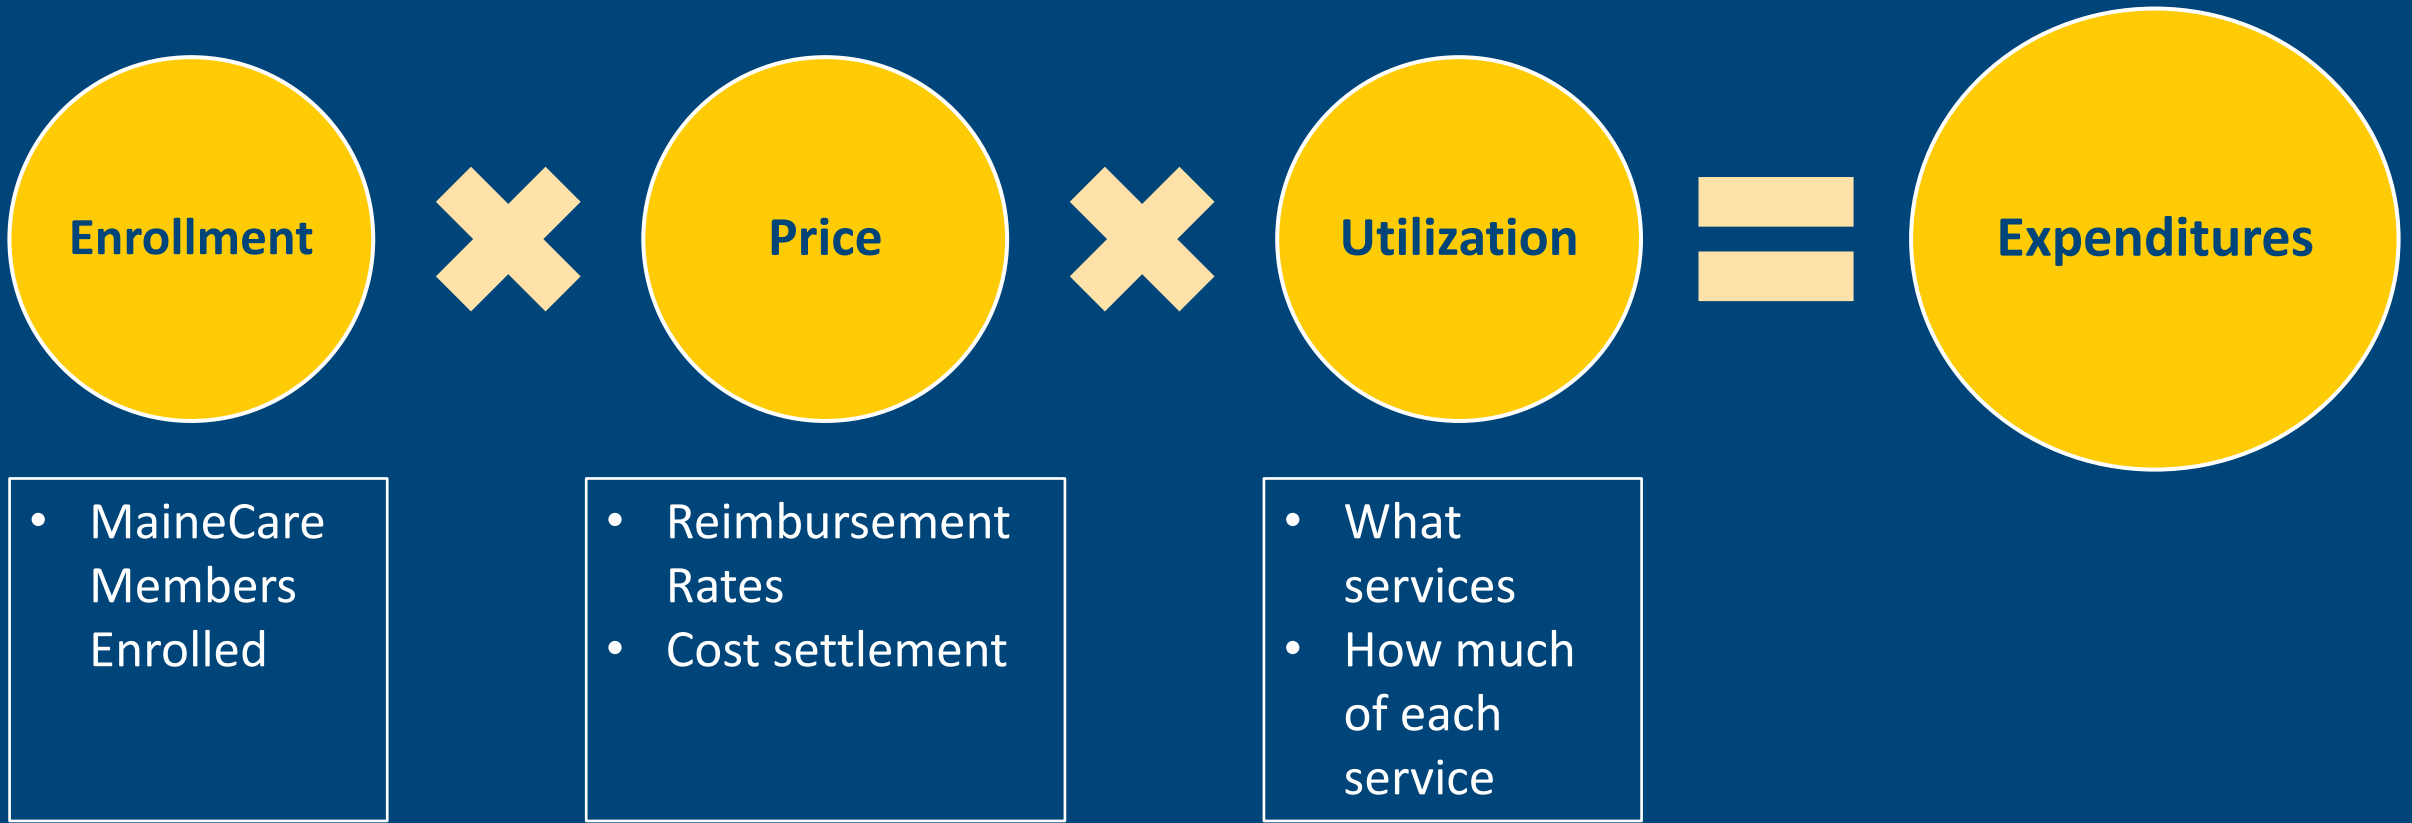 Enrollment
Price
Utilization
Expenditures
• MaineCare
Members
Enrolled
• Reimbursement
Rates
• Cost settlement
• What
services
• How much
of each
service